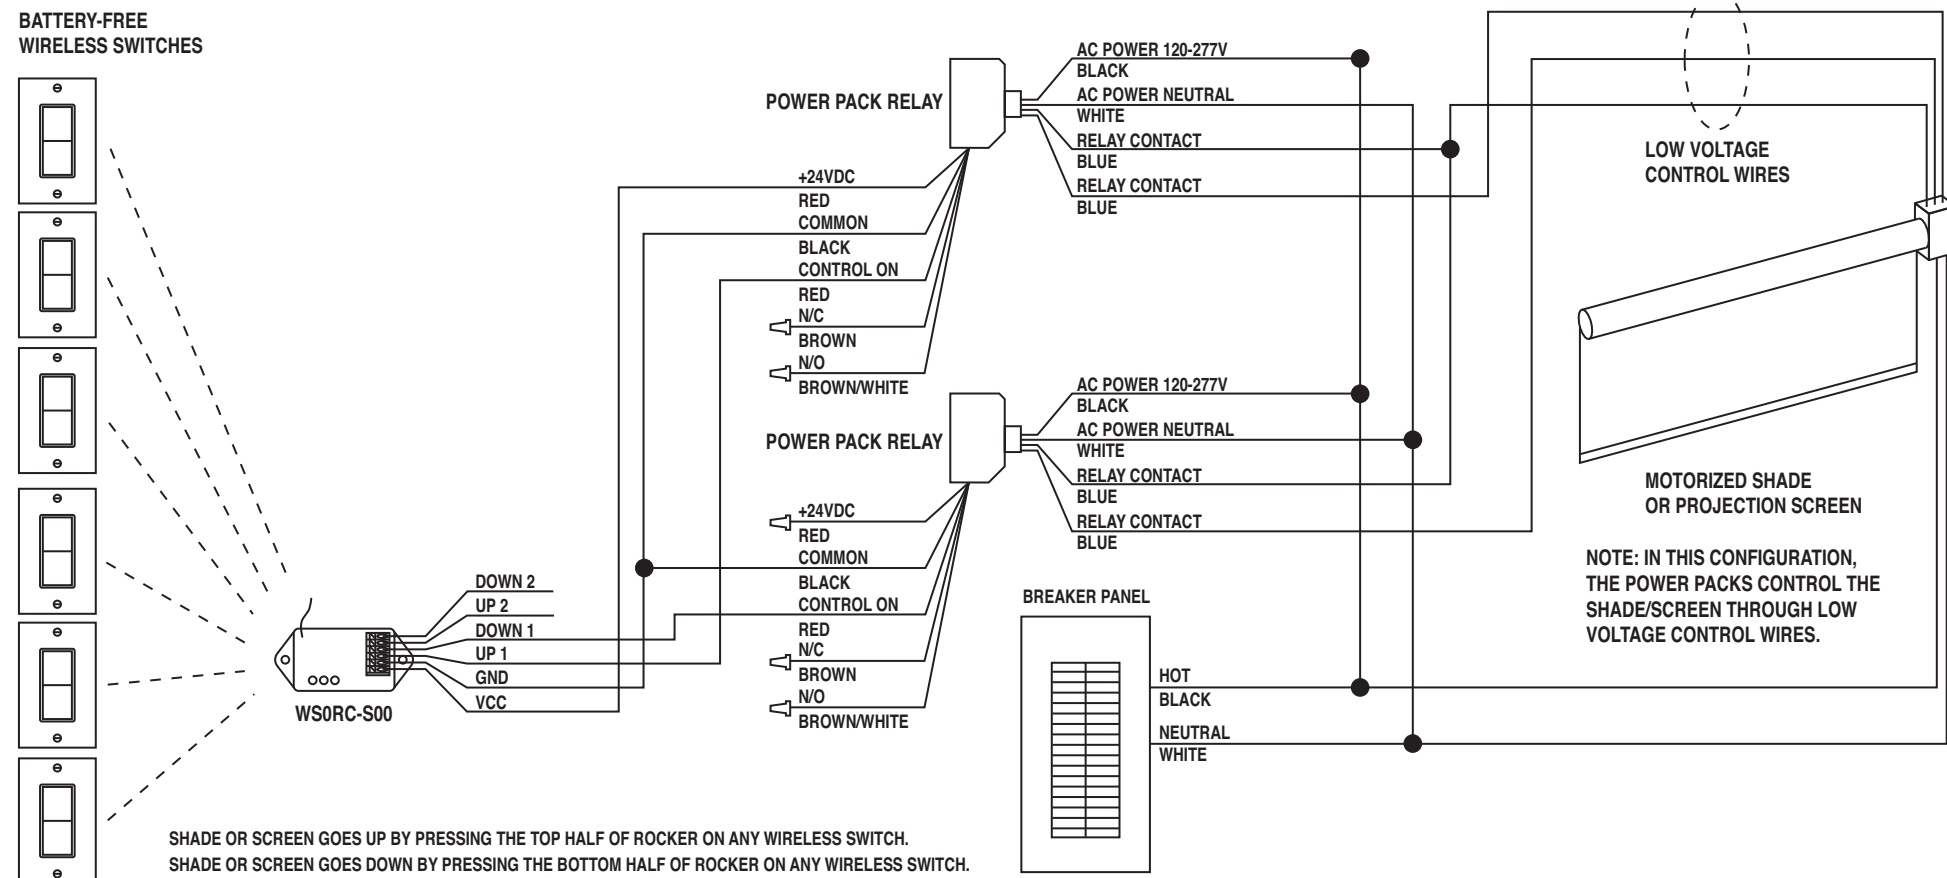 BATTERY-FREE
WIRELESS SWITCHES
POWER PACK RELAY
AC POWER 120-277V
BLACK
AC POWER NEUTRAL
WHITE
RELAY CONTACT
BLUE
RELAY CONTACT
BLUE
+24VDC
RED
COMMON
BLACK
CONTROL ON
RED
N/C
BROWN
N/O
BROWN/WHITE
LOW VOLTAGE
CONTROL WIRES
POWER PACK RELAY
AC POWER 120-277V
BLACK
AC POWER NEUTRAL
WHITE
RELAY CONTACT
BLUE
RELAY CONTACT
BLUE
+24VDC
RED
COMMON
BLACK
CONTROL ON
RED
N/C
BROWN
N/O
BROWN/WHITE
MOTORIZED SHADE
OR PROJECTION SCREEN
NOTE: IN THIS CONFIGURATION,
THE POWER PACKS CONTROL THE
SHADE/SCREEN THROUGH LOW
VOLTAGE CONTROL WIRES.
DOWN 2
UP 2
DOWN 1
UP 1
GND
VCC
WS0RC-S00
BREAKER PANEL
HOT
BLACK
NEUTRAL
WHITE
SHADE OR SCREEN GOES UP BY PRESSING THE TOP HALF OF ROCKER ON ANY WIRELESS SWITCH.
SHADE OR SCREEN GOES DOWN BY PRESSING THE BOTTOM HALF OF ROCKER ON ANY WIRELESS SWITCH.